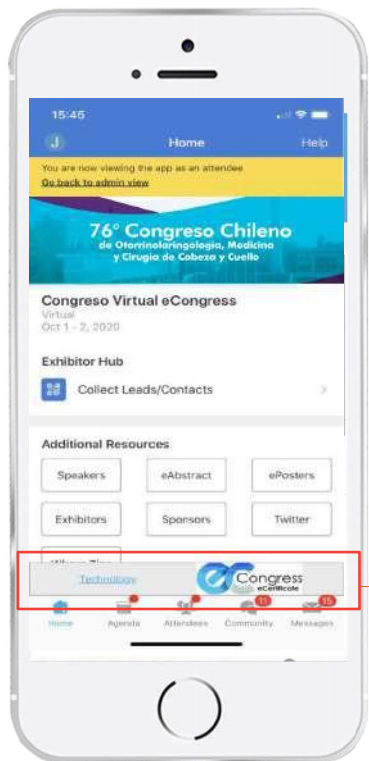 15:45
J Home Help
You are now viewing the app as an attendee
Go back to admin view
76° Congreso Chileno
de Otorrinolaringología, Medicina
y Cirugía de Cabeza y Cuello
Congreso Virtual eCongress
Virtual
Oct 1 - 2, 2020
Exhibitor Hub
Collect Leads/Contacts
Additional Resources
Speakers eAbstract ePosters
Exhibitors Sponsors Twitter
Technology eCongress
eCertificate
11 15
Home Agenda Attendees Community Messages